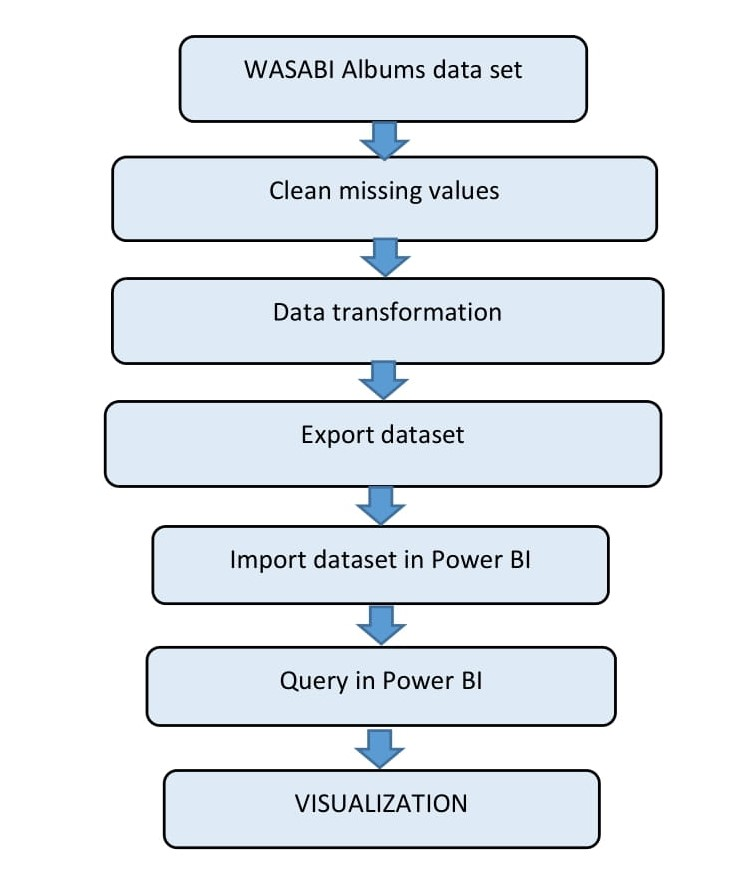 WASABI Albums data set
Clean missing values
Data transformation
Export dataset
Import dataset in Power BI
Query in Power BI
VISUALIZATION